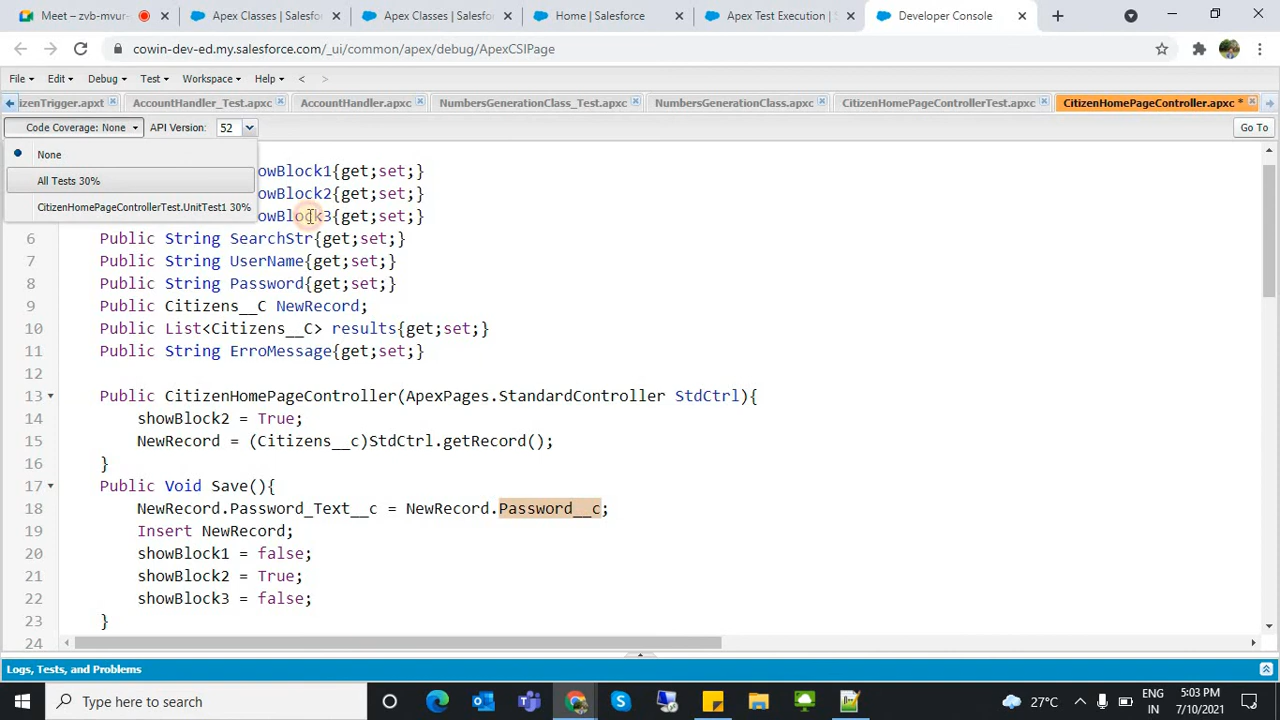 Meet – zvb-mvur-
Apex Classes | Salesf
Apex Classes | Salesf
Home | Salesforce
Apex Test Execution |
Developer Console
cowin-dev-ed.my.salesforce.com/_ui/common/apex/debug/ApexCSIPage
File Edit Debug Test Workspace Help < >
izenTrigger.apxt
AccountHandler_Test.apxc
AccountHandler.apxc
NumbersGenerationClass_Test.apxc
NumbersGenerationClass.apxc
CitizenHomePageControllerTest.apxc
CitizenHomePageController.apxc *
Code Coverage: None API Version: 52 Go To
None
All Tests 30%
CitizenHomePageControllerTest.UnitTest1 30%
owBlock1{get;set;}
owBlock2{get;set;}
owBlock3{get;set;}
6 Public String SearchStr{get;set;}
7 Public String UserName{get;set;}
8 Public String Password{get;set;}
9 Public Citizens__C NewRecord;
10 Public List<Citizens__C> results{get;set;}
11 Public String ErroMessage{get;set;}
12
13 Public CitizenHomePageController(ApexPages.StandardController StdCtrl){
14 showBlock2 = True;
15 NewRecord = (Citizens__c)StdCtrl.getRecord();
16 }
17 Public Void Save(){
18 NewRecord.Password_Text__c = NewRecord.Password__c;
19 Insert NewRecord;
20 showBlock1 = false;
21 showBlock2 = True;
22 showBlock3 = false;
23 }
24
Logs, Tests, and Problems
Type here to search
27°C
ENG
IN
5:03 PM
7/10/2021